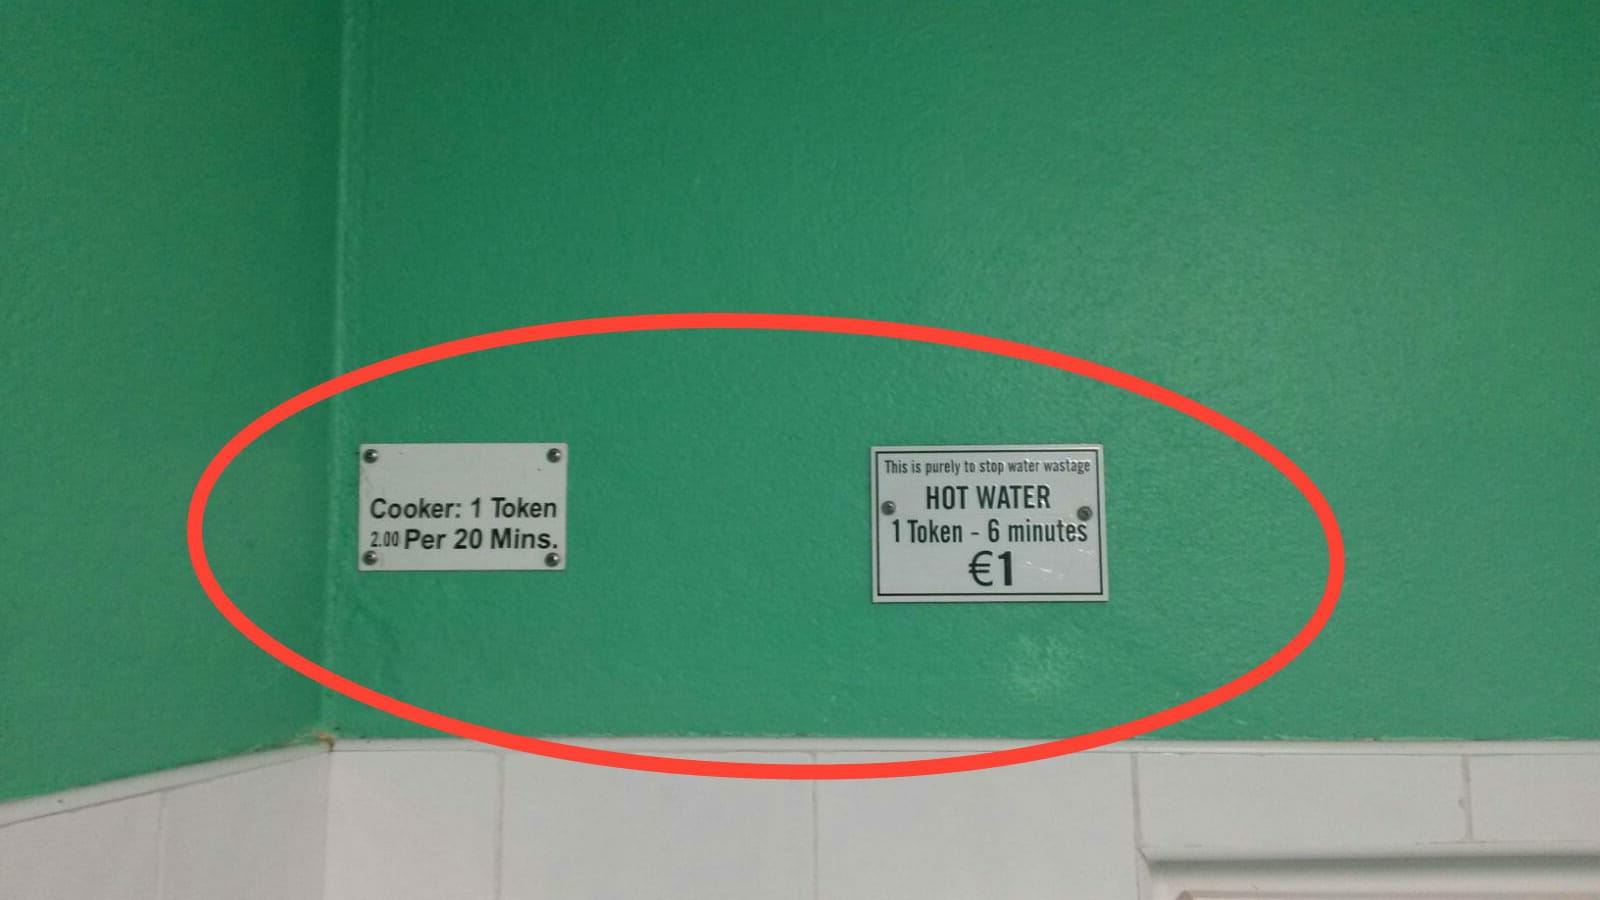 Cooker: 1 Token
2.00 Per 20 Mins.
This is purely to stop water wastage
HOT WATER
1 Token - 6 minutes
€1